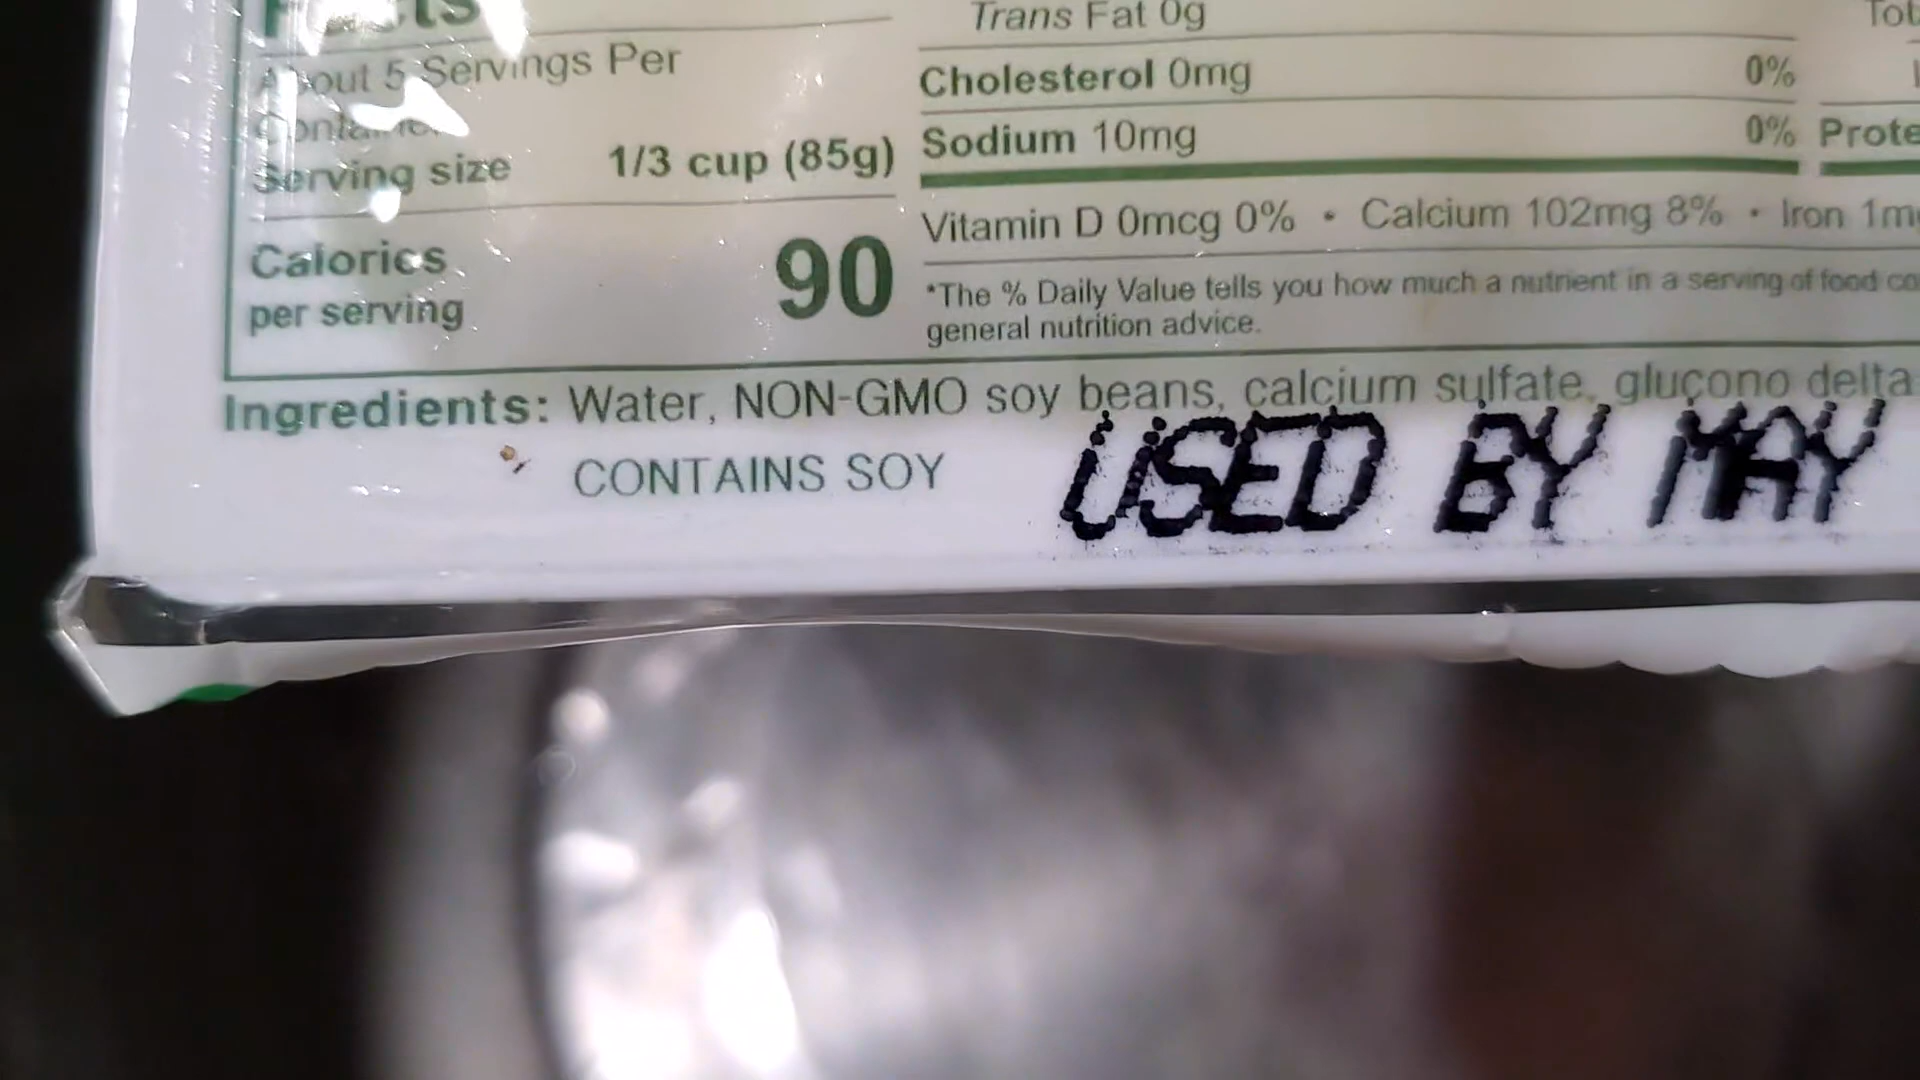 Facts
About 5 Servings Per
Container
Serving size 1/3 cup (85g)
Calories
per serving 90
Trans Fat 0g
Cholesterol 0mg 0%
Sodium 10mg 0%
Vitamin D 0mcg 0% • Calcium 102mg 8% • Iron
*The % Daily Value tells you how much a nutrient in a serving of food
general nutrition advice.
Ingredients: Water, NON-GMO soy beans, calcium sulfate, glucono delta
CONTAINS SOY
USED BY MAY